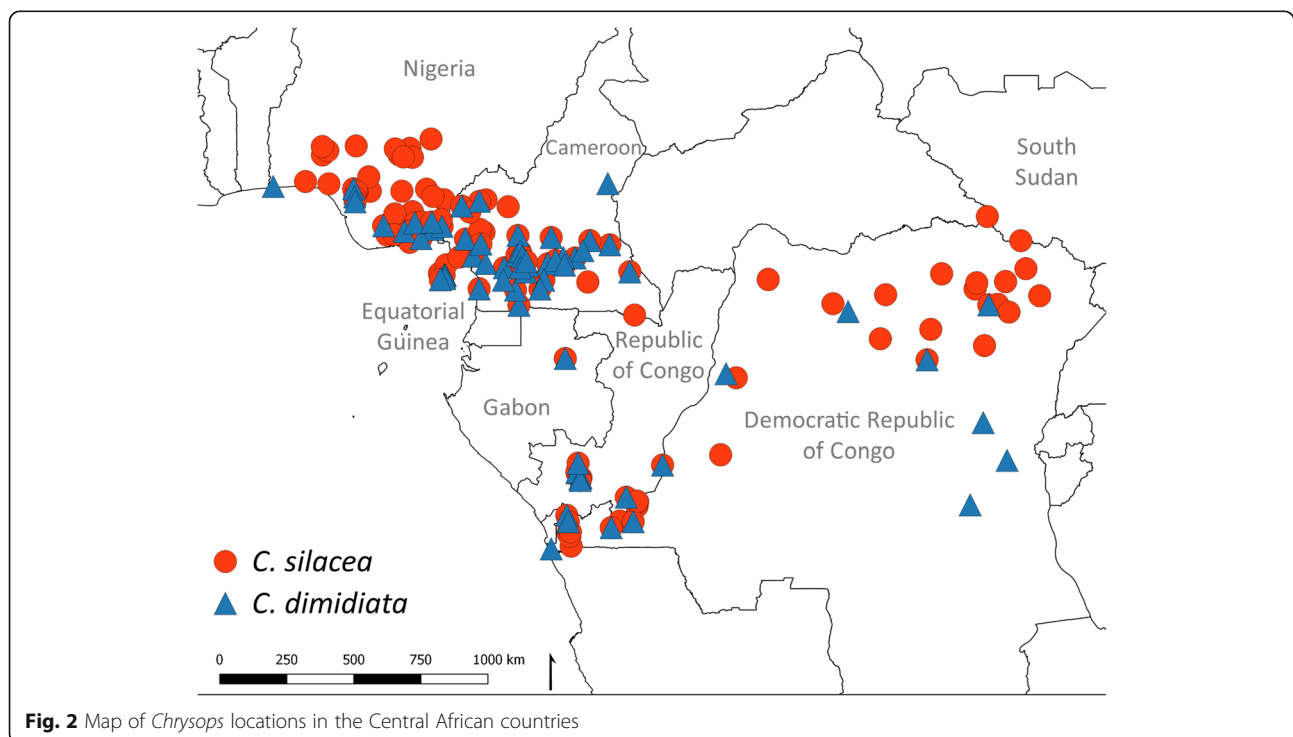 Nigeria
Cameroon
South
Sudan
Equatorial
Guinea
Republic
of Congo
Gabon
Democratic Republic
of Congo
C. silacea
C. dimidiata
0 250 500 750 1000 km
Fig. 2 Map of Chrysops locations in the Central African countries